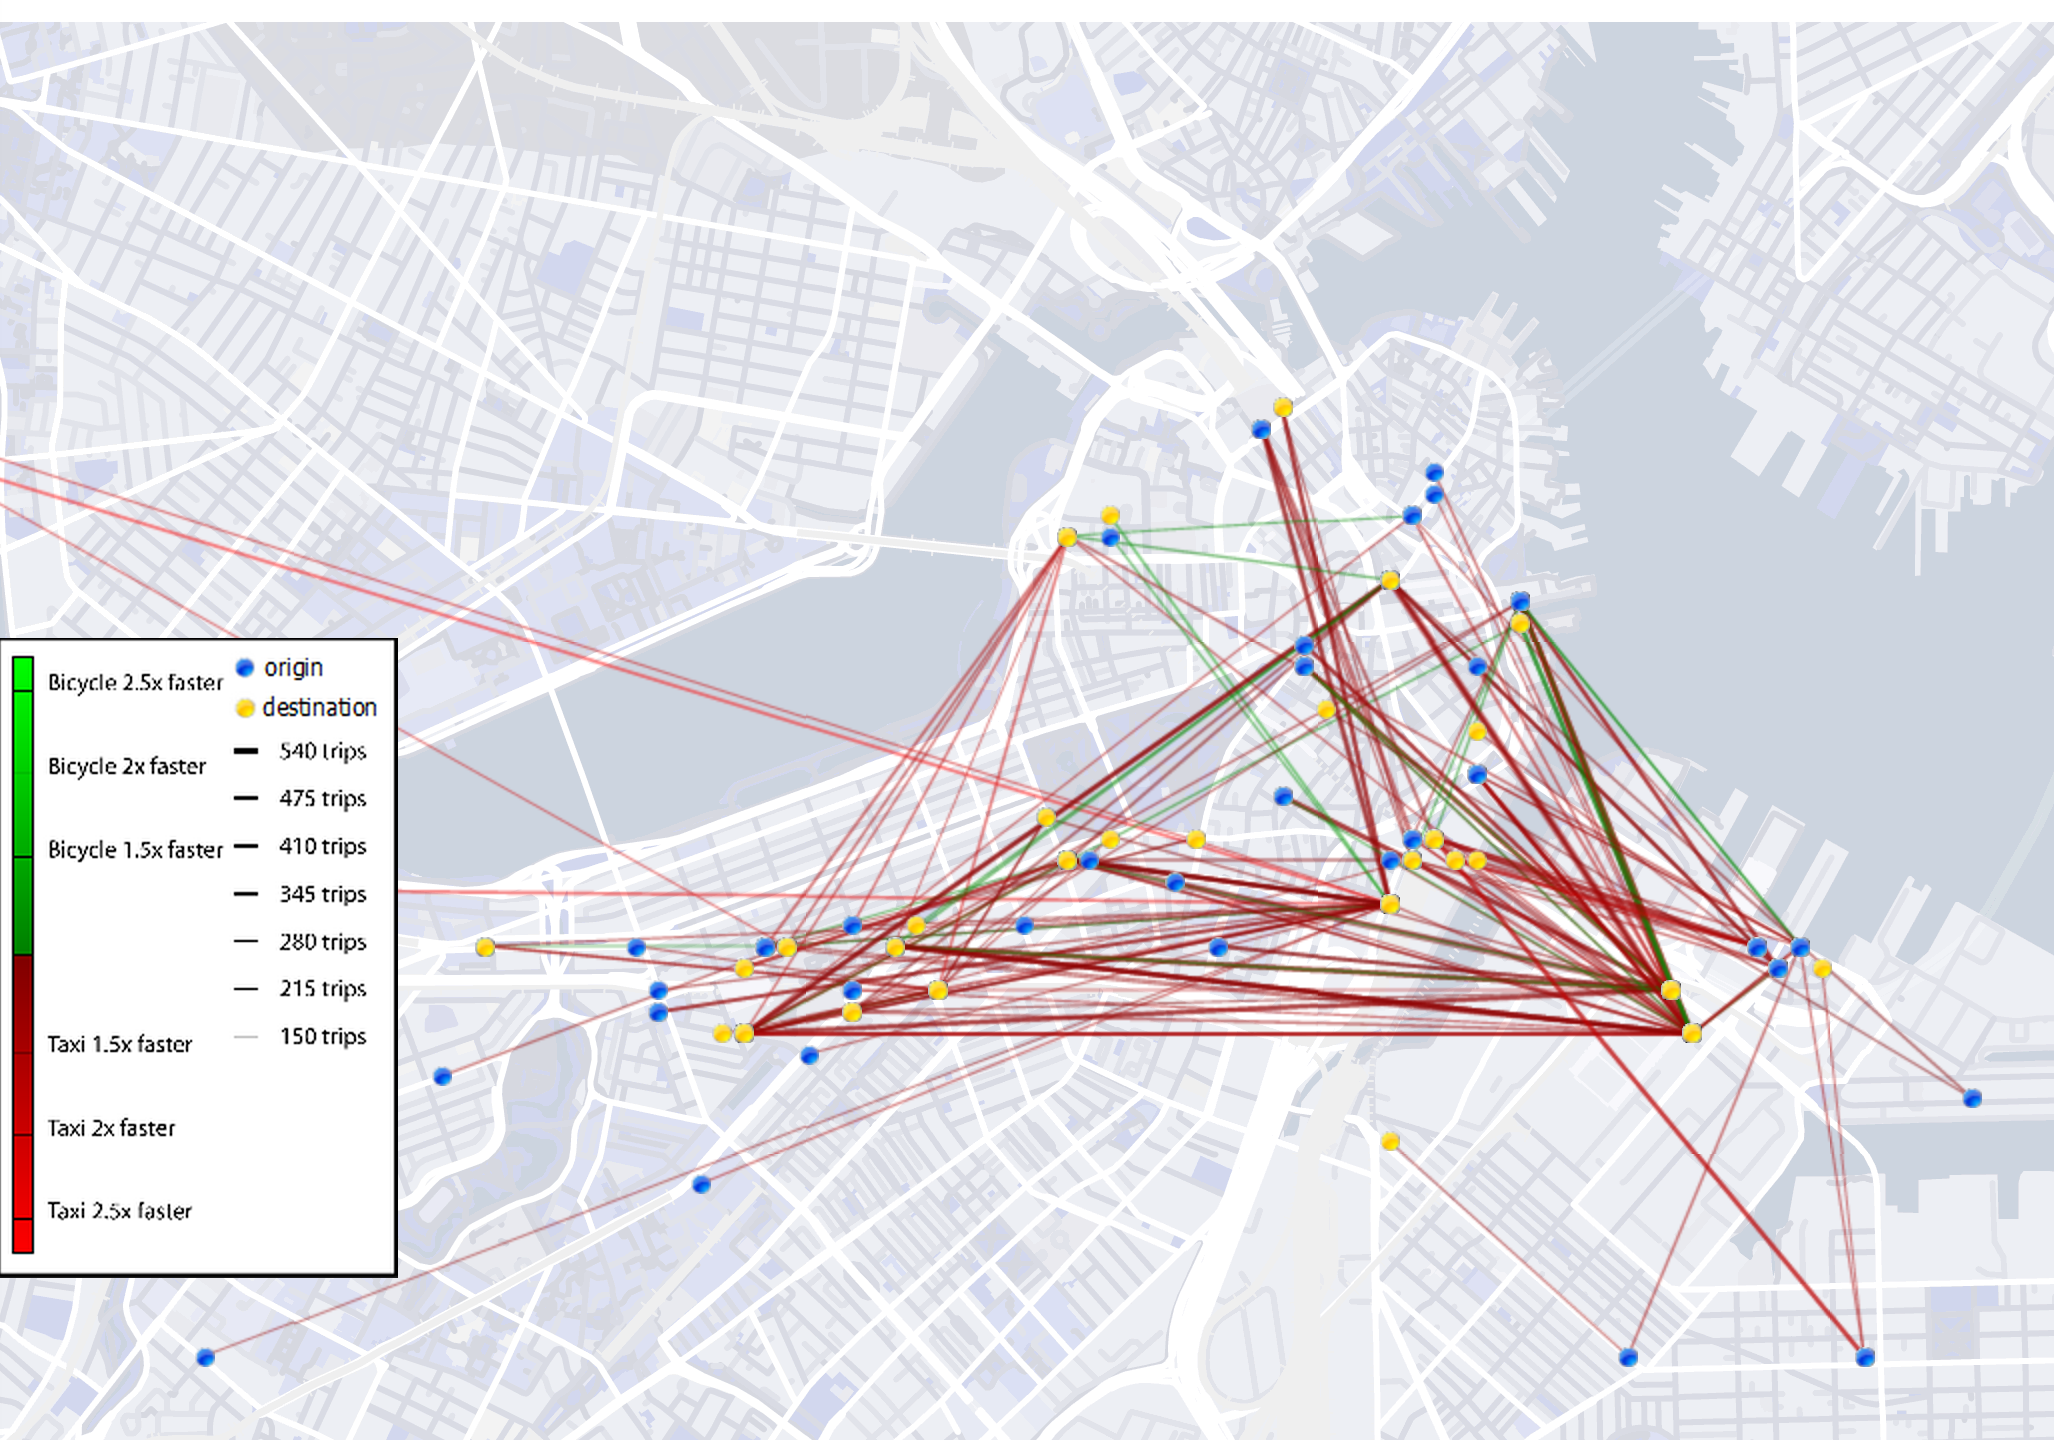 Bicycle 2.5x faster
Bicycle 2x faster
Bicycle 1.5x faster
Taxi 1.5x faster
Taxi 2x faster
Taxi 2.5x faster
origin
destination
540 trips
475 trips
410 trips
345 trips
280 trips
215 trips
150 trips